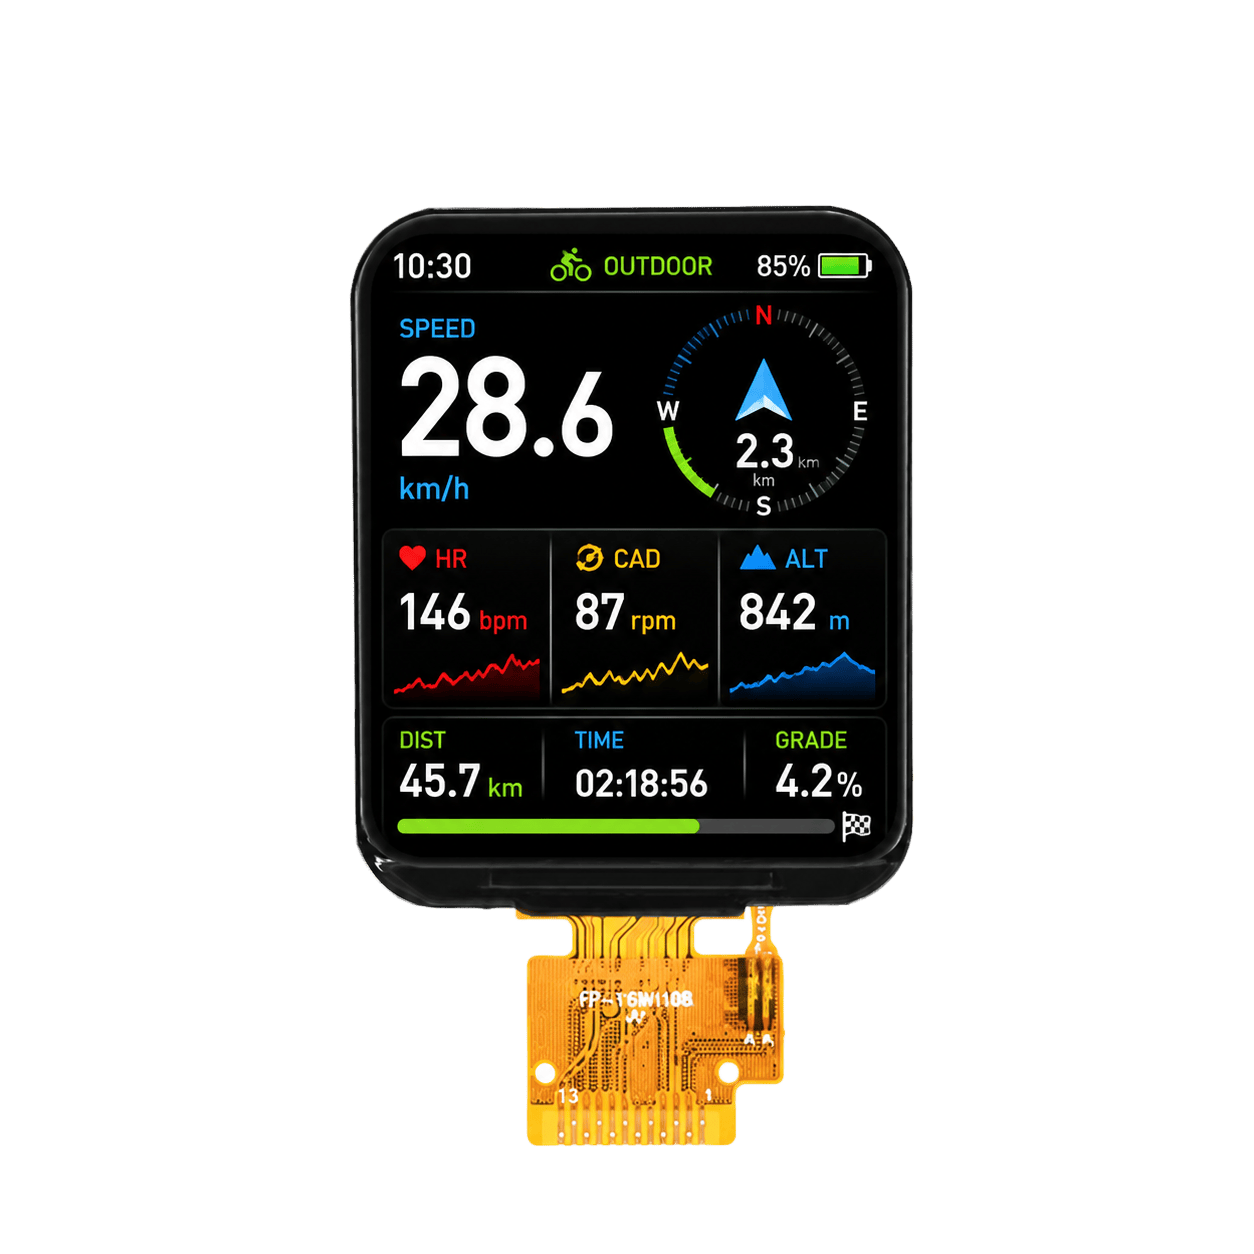 10:30 OUTDOOR 85%
SPEED
28.6
km/h
N
W E
2.3 km
km
S
HR CAD ALT
146 bpm 87 rpm 842 m
DIST TIME GRADE
45.7 km 02:18:56 4.2%
13 1